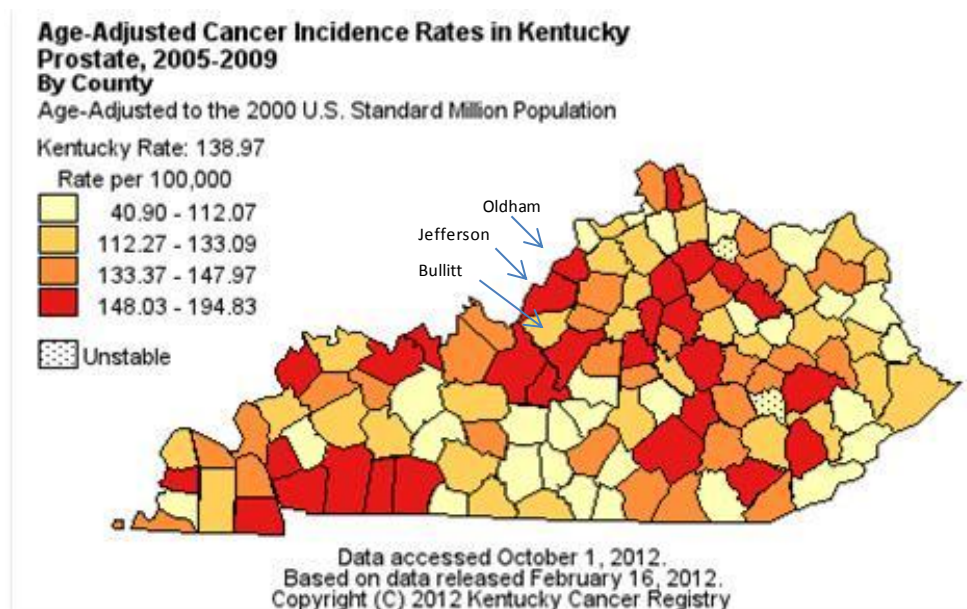 Age-Adjusted Cancer Incidence Rates in Kentucky
Prostate, 2005-2009
By County
Age-Adjusted to the 2000 U.S. Standard Million Population
Kentucky Rate: 138.97
Rate per 100,000
40.90 - 112.07
112.27 - 133.09
133.37 - 147.97
148.03 - 194.83
Unstable
Oldham
Jefferson
Bullitt
Data accessed October 1, 2012.
Based on data released February 16, 2012.
Copyright (C) 2012 Kentucky Cancer Registry